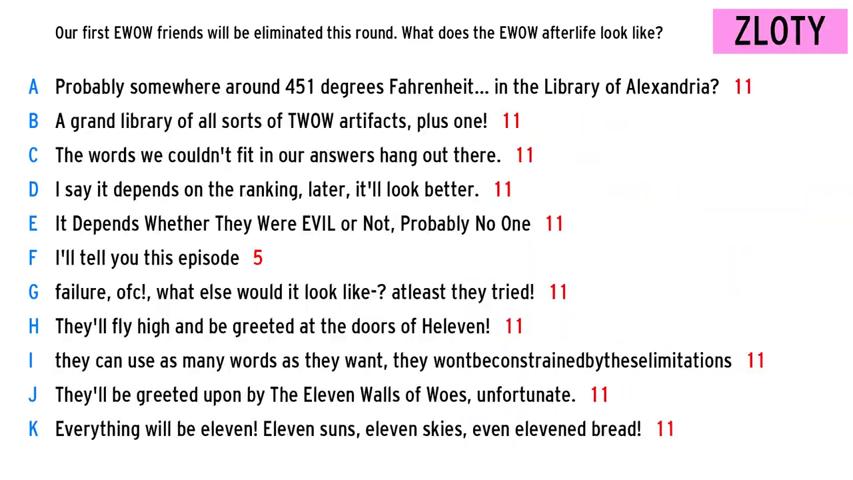 Our first EWOW friends will be eliminated this round. What does the EWOW afterlife look like?
ZLOTY
A Probably somewhere around 451 degrees Fahrenheit... in the Library of Alexandria? 11
B A grand library of all sorts of TWOW artifacts, plus one! 11
C The words we couldn't fit in our answers hang out there. 11
D I say it depends on the ranking, later, it'll look better. 11
E It Depends Whether They Were EVIL or Not, Probably No One 11
F I'll tell you this episode 5
G failure, ofc!, what else would it look like-? atleast they tried! 11
H They'll fly high and be greeted at the doors of Heleven! 11
I they can use as many words as they want, they wontbeconstrainedbytheselimitations 11
J They'll be greeted upon by The Eleven Walls of Woes, unfortunate. 11
K Everything will be eleven! Eleven suns, eleven skies, even elevened bread! 11